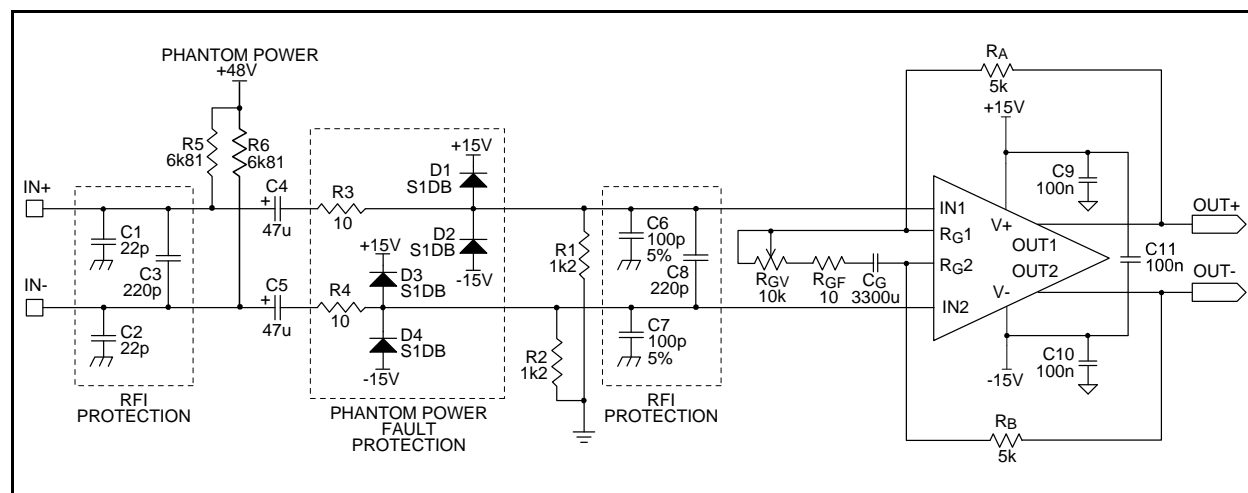 PHANTOM POWER
+48V
R5
6k81
R6
6k81
IN+
IN-
C1
22p
C3
220p
C2
22p
RFI
PROTECTION
C4
+
47u
C5
+
47u
R3
10
R4
10
+15V
D1
S1DB
D2
S1DB
-15V
+15V
D3
S1DB
D4
S1DB
-15V
PHANTOM POWER
FAULT
PROTECTION
R1
1k2
R2
1k2
C6
100p
5%
C8
220p
C7
100p
5%
RFI
PROTECTION
RGV
10k
RGF
10
CG
3300u
RA
5k
+15V
C9
100n
IN1
RG1
RG2
IN2
V+
OUT1
OUT2
V-
C11
100n
OUT+
OUT-
-15V
C10
100n
RB
5k